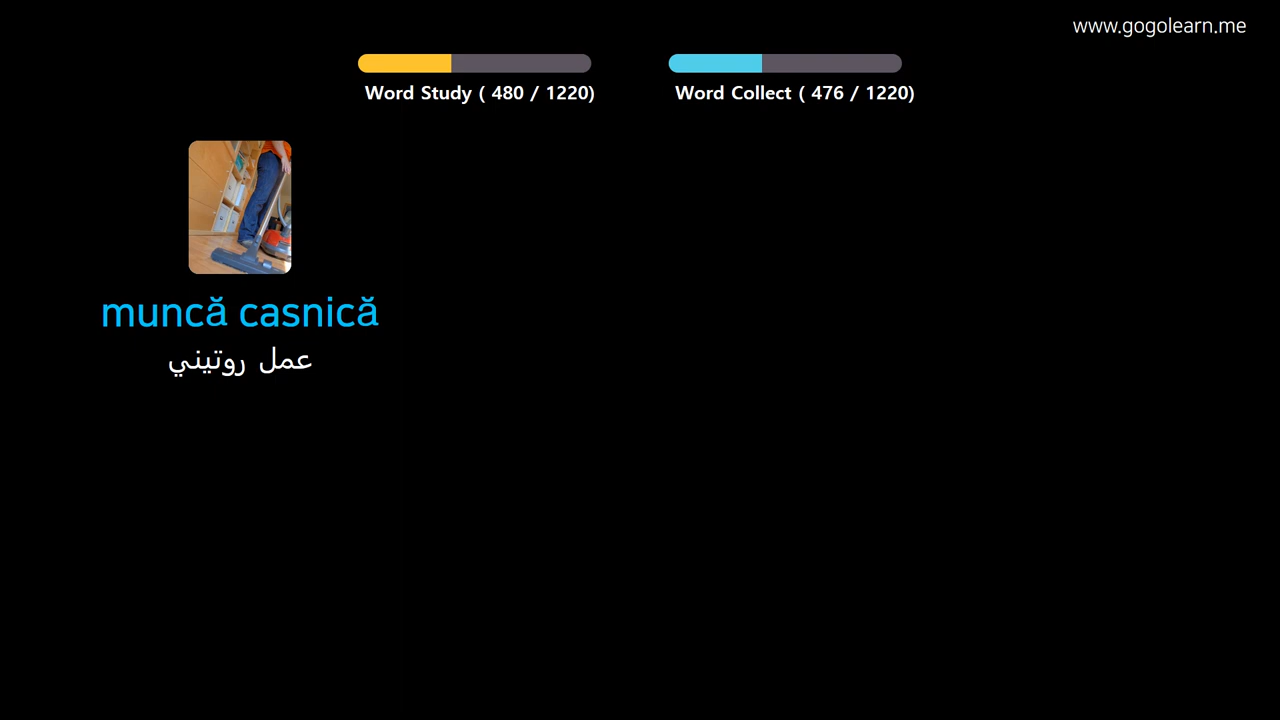 www.gogolearn.me
Word Study ( 480 / 1220)
Word Collect ( 476 / 1220)
muncă casnică
عمل روتيني